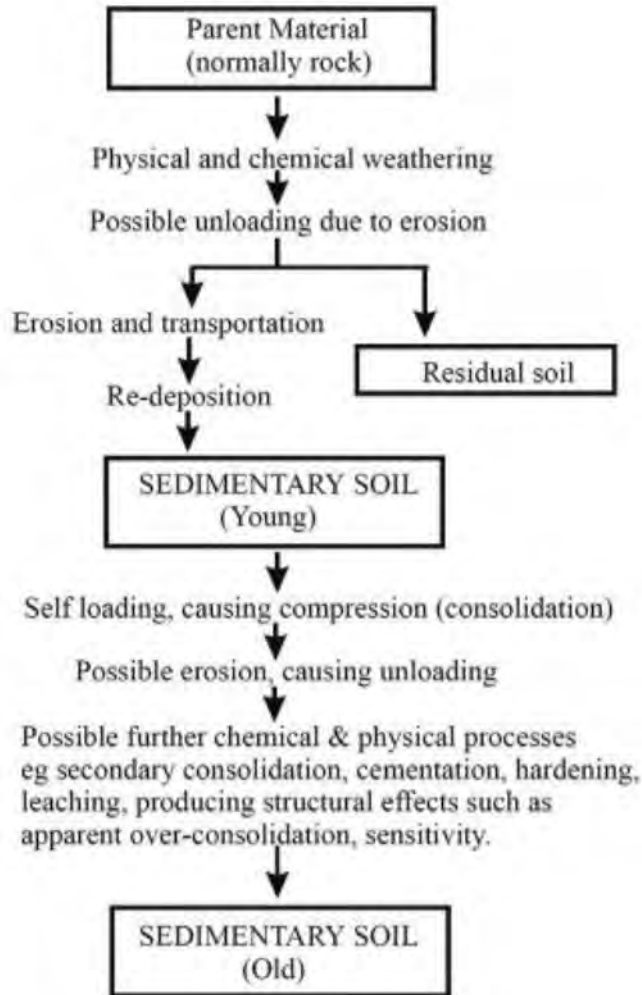 Parent Material
(normally rock)
Physical and chemical weathering
Possible unloading due to erosion
Erosion and transportation
Residual soil
Re-deposition
SEDIMENTARY SOIL
(Young)
Self loading, causing compression (consolidation)
Possible erosion, causing unloading
Possible further chemical & physical processes
eg secondary consolidation, cementation, hardening,
leaching, producing structural effects such as
apparent over-consolidation, sensitivity.
SEDIMENTARY SOIL
(Old)